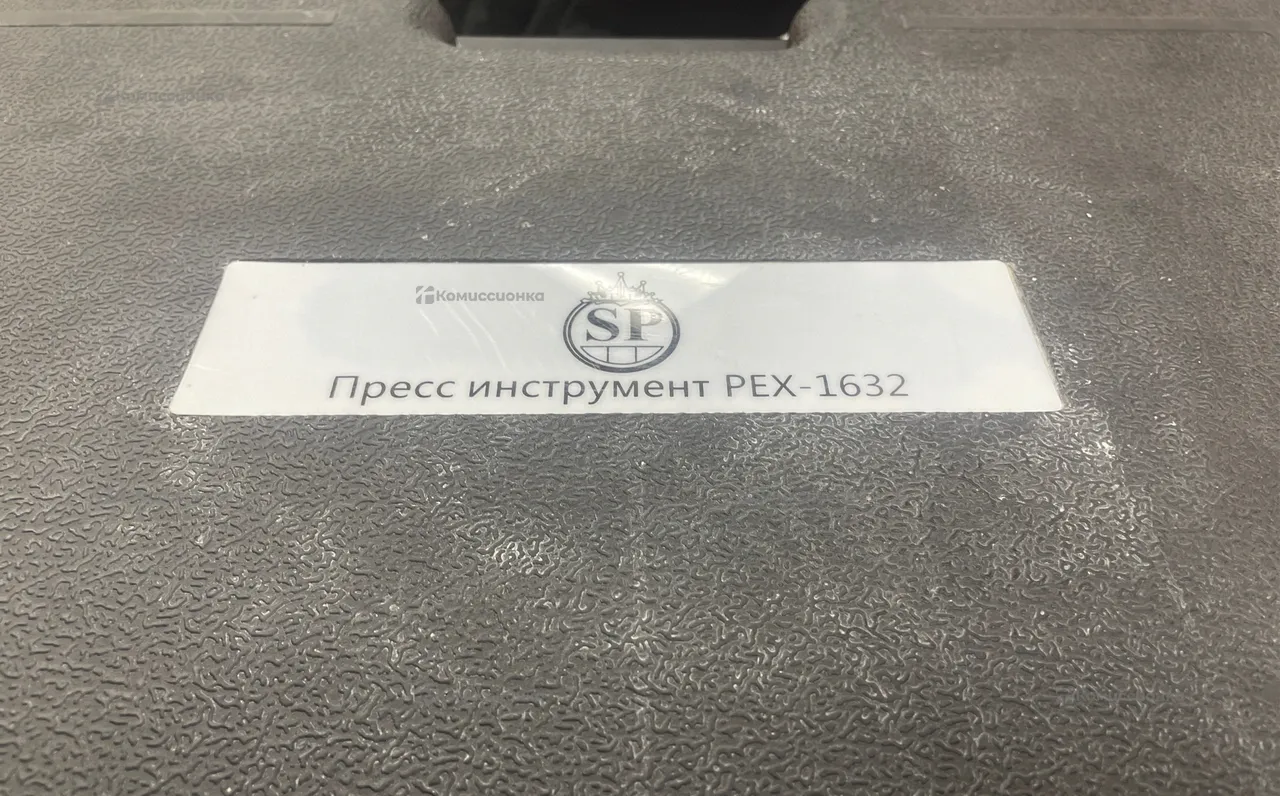 Комиссионка
SP
Пресс инструмент PEX-1632